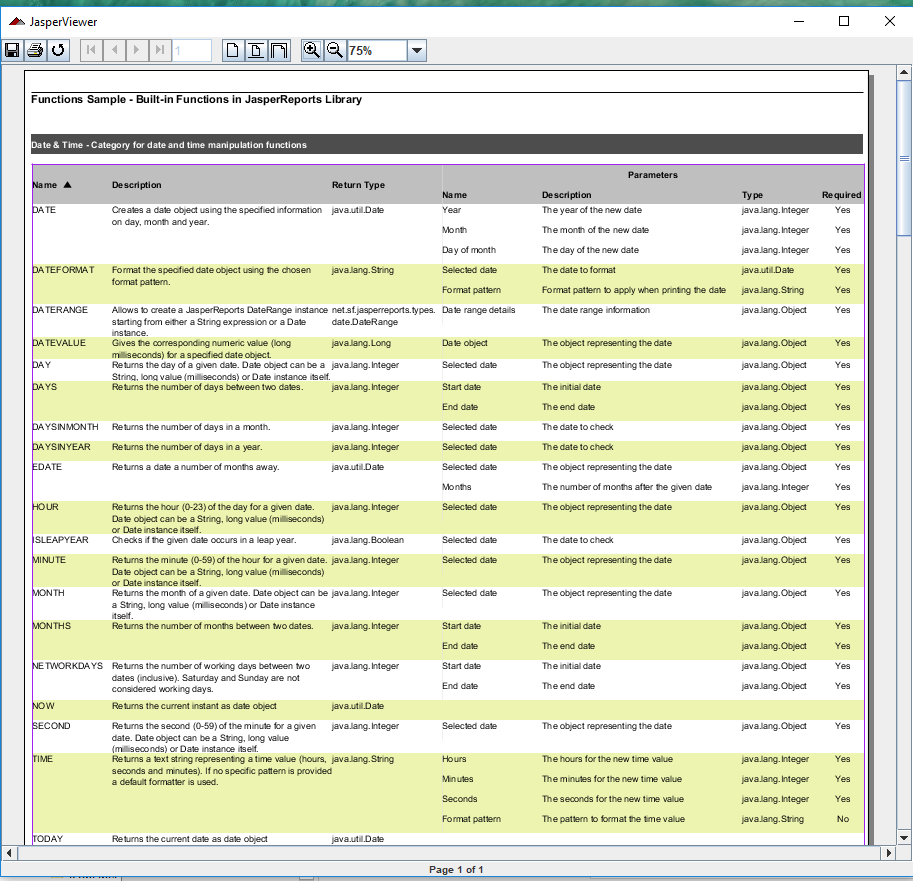 JasperViewer
1
75%
Functions Sample - Built-in Functions in JasperReports Library
Date & Time - Category for date and time manipulation functions
Parameters
Name ▲ Description Return Type
Name Description Type Required
DATE Creates a date object using the specified information java.util.Date Year The year of the new date java.lang.Integer Yes
on day, month and year.
Month The month of the new date java.lang.Integer Yes
Day of month The day of the new date java.lang.Integer Yes
DATEFORMAT Format the specified date object using the chosen java.lang.String Selected date The date to format java.util.Date Yes
format pattern.
Format pattern Format pattern to apply when printing the date java.lang.String Yes
DATERANGE Allows to create a JasperReports DateRange instance net.sf.jasperreports.types. Date range details The date range information java.lang.Object Yes
starting from either a String expression or a Date date.DateRange
instance.
DATEVALUE Gives the corresponding numeric value (long java.lang.Long Date object The object representing the date java.lang.Object Yes
milliseconds) for a specified date object.
DAY Returns the day of a given date. Date object can be a java.lang.Integer Selected date The object representing the date java.lang.Object Yes
String, long value (milliseconds) or Date instance itself.
DAYS Returns the number of days between two dates. java.lang.Integer Start date The initial date java.lang.Object Yes
End date The end date java.lang.Object Yes
DAYSINMONTH Returns the number of days in a month. java.lang.Integer Selected date The date to check java.lang.Object Yes
DAYSINYEAR Returns the number of days in a year. java.lang.Integer Selected date The date to check java.lang.Object Yes
EDATE Returns a date a number of months away. java.util.Date Selected date The object representing the date java.lang.Object Yes
Months The number of months after the given date java.lang.Integer Yes
HOUR Returns the hour (0-23) of the day for a given date. java.lang.Integer Selected date The object representing the date java.lang.Object Yes
Date object can be a String, long value (milliseconds)
or Date instance itself.
ISLEAPYEAR Checks if the given date occurs in a leap year. java.lang.Boolean Selected date The date to check java.lang.Object Yes
MINUTE Returns the minute (0-59) of the hour for a given date. java.lang.Integer Selected date The object representing the date java.lang.Object Yes
Date object can be a String, long value (milliseconds)
or Date instance itself.
MONTH Returns the month of a given date. Date object can be java.lang.Integer Selected date The object representing the date java.lang.Object Yes
a String, long value (milliseconds) or Date instance
itself.
MONTHS Returns the number of months between two dates. java.lang.Integer Start date The initial date java.lang.Object Yes
End date The end date java.lang.Object Yes
NETWORKDAYS Returns the number of working days between two java.lang.Integer Start date The initial date java.lang.Object Yes
dates (inclusive). Saturday and Sunday are not
considered working days. End date The end date java.lang.Object Yes
NOW Returns the current instant as date object java.util.Date
SECOND Returns the second (0-59) of the minute for a given java.lang.Integer Selected date The object representing the date java.lang.Object Yes
date. Date object can be a String, long value
(milliseconds) or Date instance itself.
TIME Returns a text string representing a time value (hours, java.lang.String Hours The hours for the new time value java.lang.Integer Yes
seconds and minutes). If no specific pattern is provided
a default formatter is used. Minutes The minutes for the new time value java.lang.Integer Yes
Seconds The seconds for the new time value java.lang.Integer Yes
Format pattern The pattern to format the time value java.lang.String No
TODAY Returns the current date as date object java.util.Date
Page 1 of 1